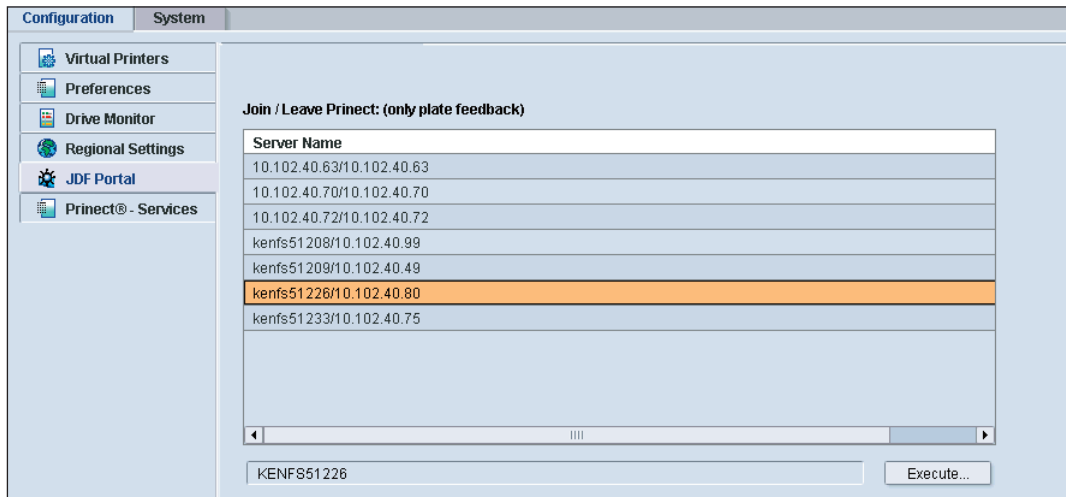 Configuration System
Virtual Printers
Preferences
Drive Monitor
Regional Settings
JDF Portal
Prinect® - Services
Join / Leave Prinect: (only plate feedback)
Server Name
10.102.40.63/10.102.40.63
10.102.40.70/10.102.40.70
10.102.40.72/10.102.40.72
kenfs51208/10.102.40.99
kenfs51209/10.102.40.49
kenfs51226/10.102.40.80
kenfs51233/10.102.40.75
KENFS51226 Execute...